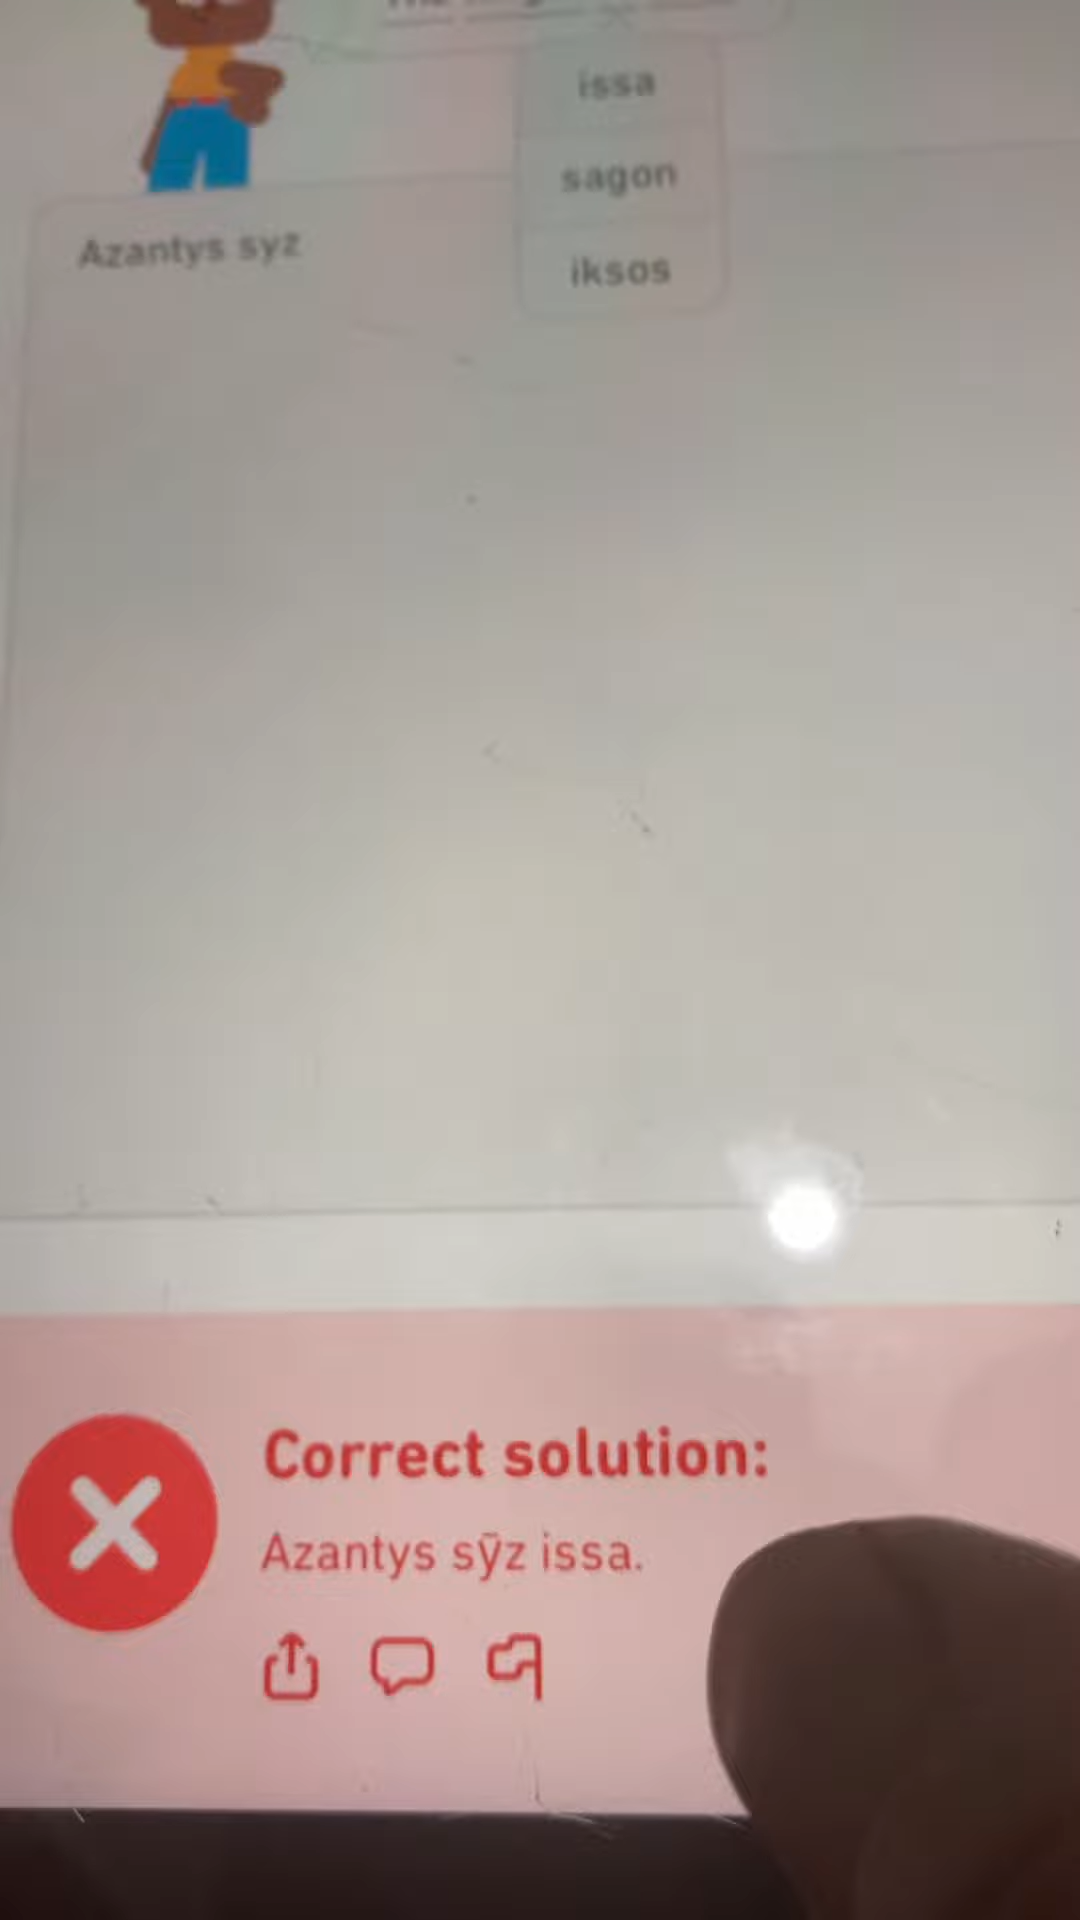 issa
sagon
Azantys syz
iksos
Correct solution:
Azantys sȳz issa.